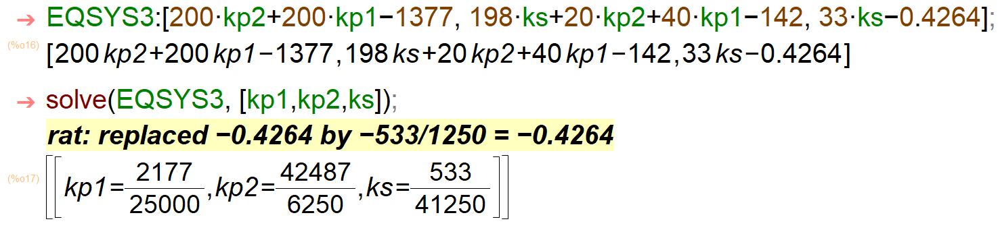 → EQSYS3:[200·kp2+200·kp1−1377, 198·ks+20·kp2+40·kp1−142, 33·ks−0.4264];
(%o16) [200 kp2+200 kp1−1377,198 ks+20 kp2+40 kp1−142,33 ks−0.4264]
→ solve(EQSYS3, [kp1,kp2,ks]);
rat: replaced −0.4264 by −533/1250 = −0.4264
(%o17) [[kp1=2177/25000,kp2=42487/6250,ks=533/41250]]